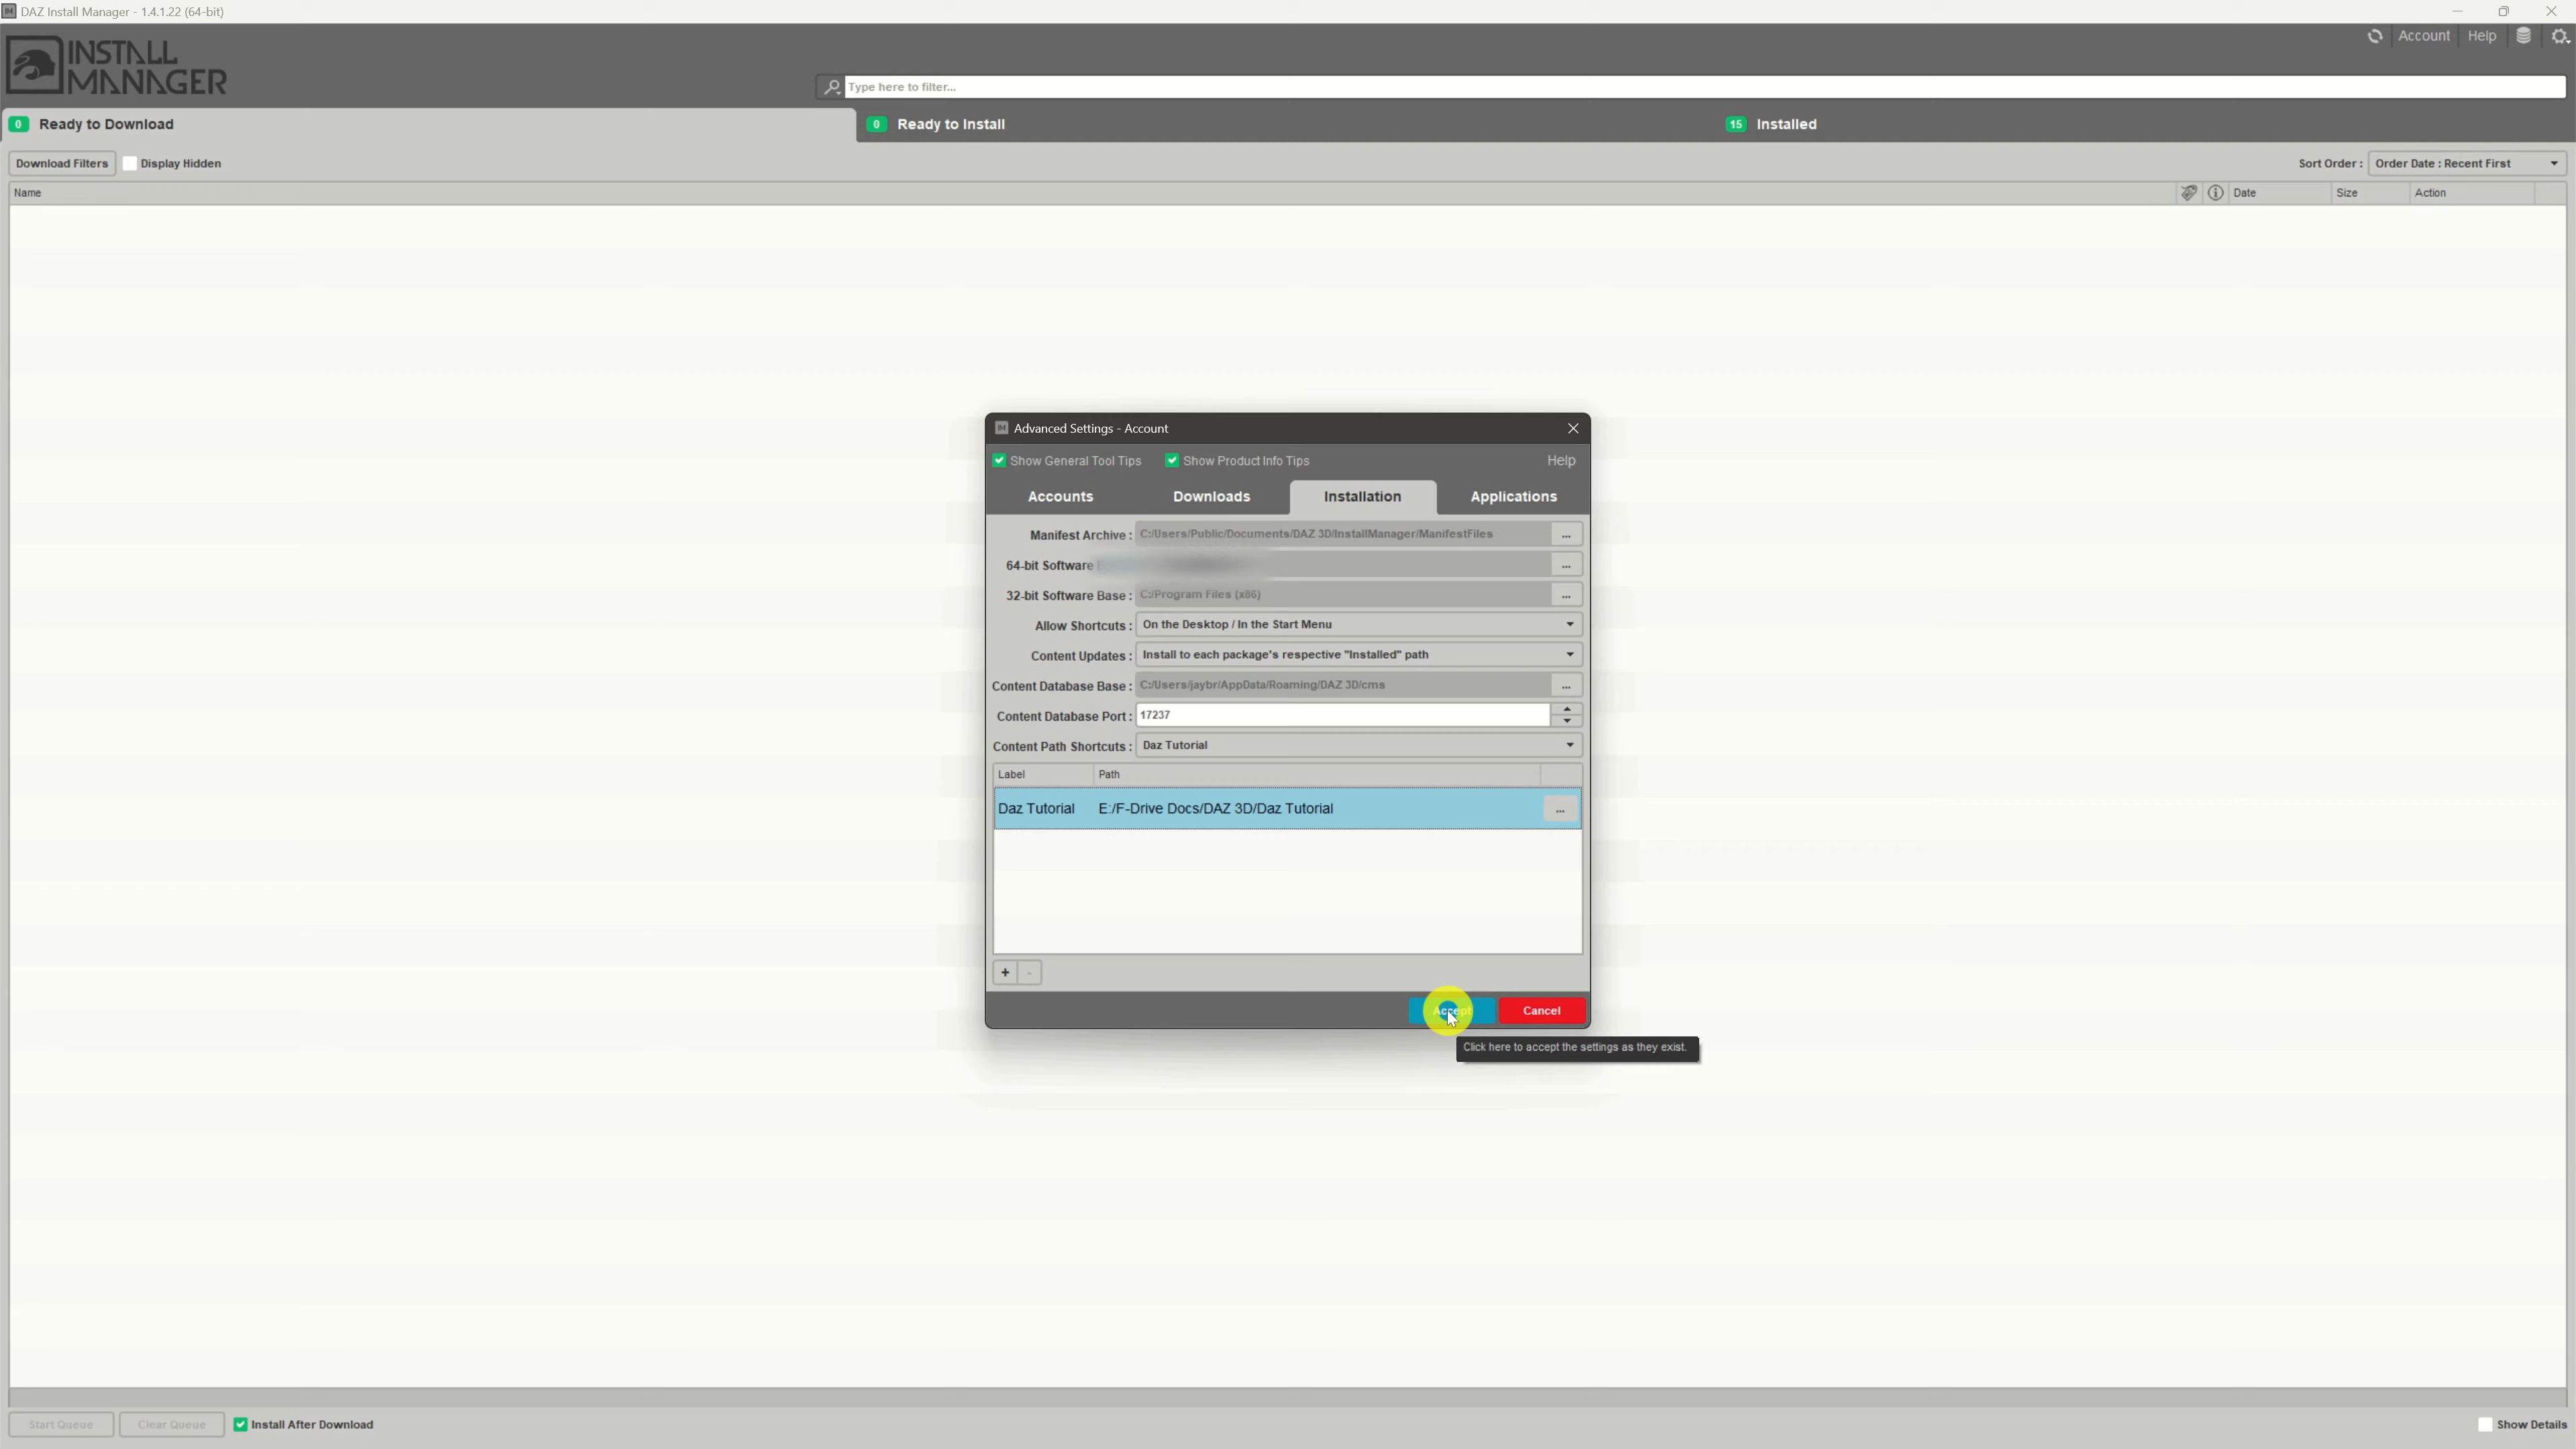 DAZ Install Manager - 1.4.1.22 (64-bit)
Account Help
INSTALL
MANAGER
Type here to filter...
0 Ready to Download
0 Ready to Install
15 Installed
Download Filters Display Hidden Sort Order : Order Date : Recent First
Name Date Size Action
Advanced Settings - Account
Show General Tool Tips Show Product Info Tips Help
Accounts Downloads Installation Applications
Manifest Archive : C:/Users/Public/Documents/DAZ 3D/InstallManager/ManifestFiles ...
64-bit Software ...
32-bit Software Base : C:/Program Files (x86) ...
Allow Shortcuts : On the Desktop / In the Start Menu
Content Updates : Install to each package's respective "Installed" path
Content Database Base : C:/Users/jaybr/AppData/Roaming/DAZ 3D/cms ...
Content Database Port : 17237
Content Path Shortcuts : Daz Tutorial
Label Path
Daz Tutorial E:/F-Drive Docs/DAZ 3D/Daz Tutorial ...
+ -
Accept Cancel
Click here to accept the settings as they exist.
Start Queue Clear Queue Install After Download Show Details